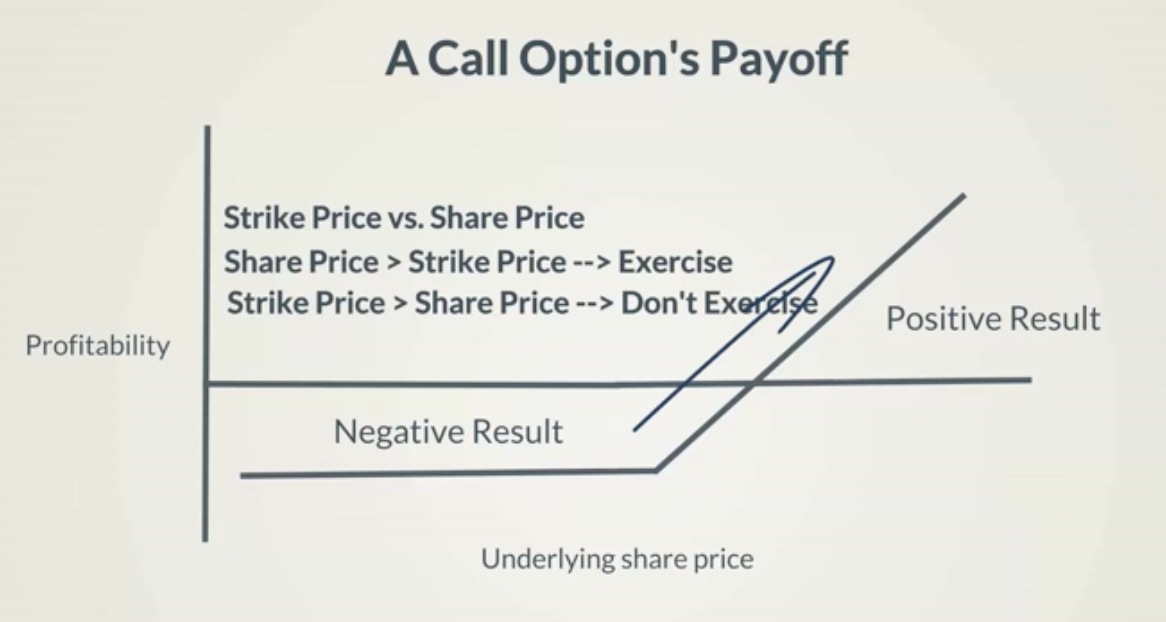 A Call Option's Payoff
Strike Price vs. Share Price
Share Price > Strike Price --> Exercise
Strike Price > Share Price --> Don't Exercise
Profitability
Positive Result
Negative Result
Underlying share price